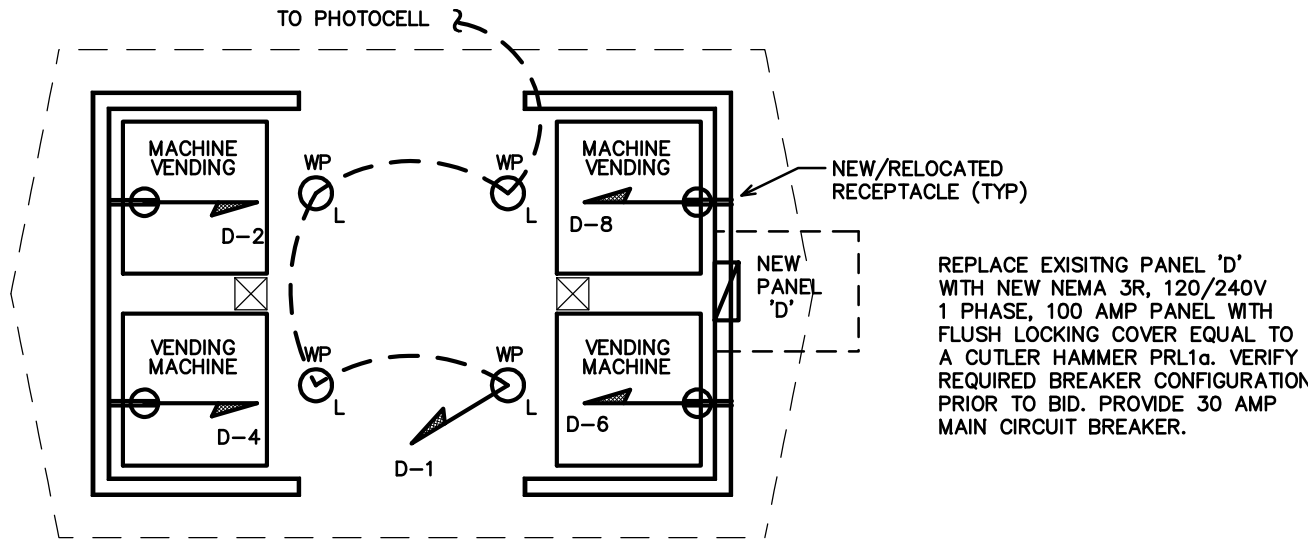 TO PHOTOCELL
MACHINE
VENDING
WP
WP
MACHINE
VENDING
NEW/RELOCATED
RECEPTACLE (TYP)
L
L
D-2
D-8
NEW
PANEL
'D'
REPLACE EXISITNG PANEL 'D'
WITH NEW NEMA 3R, 120/240V
1 PHASE, 100 AMP PANEL WITH
FLUSH LOCKING COVER EQUAL TO
A CUTLER HAMMER PRL1a. VERIFY
REQUIRED BREAKER CONFIGURATION
PRIOR TO BID. PROVIDE 30 AMP
MAIN CIRCUIT BREAKER.
VENDING
MACHINE
WP
WP
VENDING
MACHINE
L
L
D-4
D-6
D-1